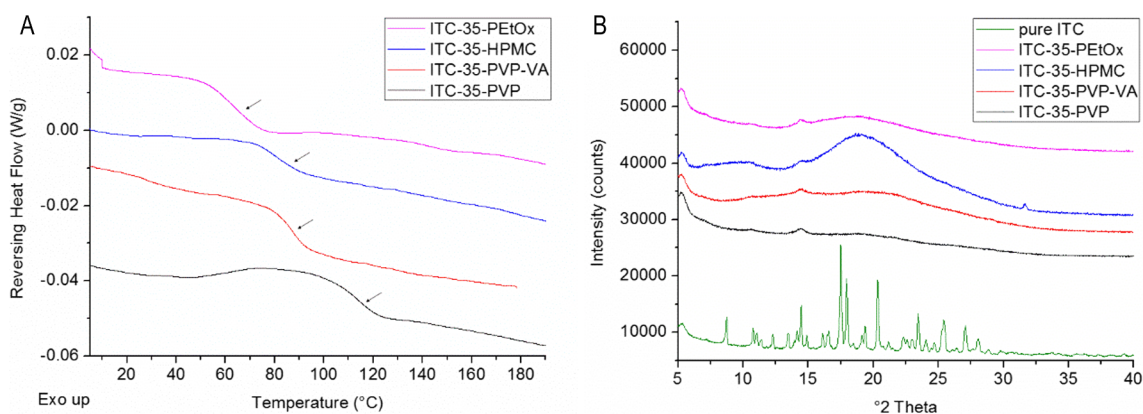 A
ITC-35-PEtOx
ITC-35-HPMC
ITC-35-PVP-VA
ITC-35-PVP
0.02
0.00
-0.02
-0.04
-0.06
Reversing Heat Flow (W/g)
20 40 60 80 100 120 140 160 180
Exo up
Temperature (°C)
B
pure ITC
ITC-35-PEtOx
ITC-35-HPMC
ITC-35-PVP-VA
ITC-35-PVP
60000
50000
40000
30000
20000
10000
Intensity (counts)
5 10 15 20 25 30 35 40
°2 Theta